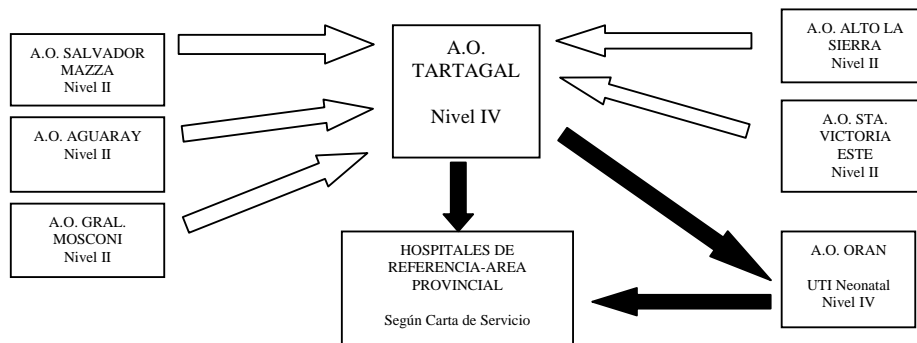 A.O. SALVADOR
MAZZA
Nivel II
A.O. AGUARAY
Nivel II
A.O. GRAL.
MOSCONI
Nivel II
A.O.
TARTAGAL
Nivel IV
HOSPITALES DE
REFERENCIA-AREA
PROVINCIAL
Según Carta de Servicio
A.O. ALTO LA
SIERRA
Nivel II
A.O. STA.
VICTORIA
ESTE
Nivel II
A.O. ORAN
UTI Neonatal
Nivel IV